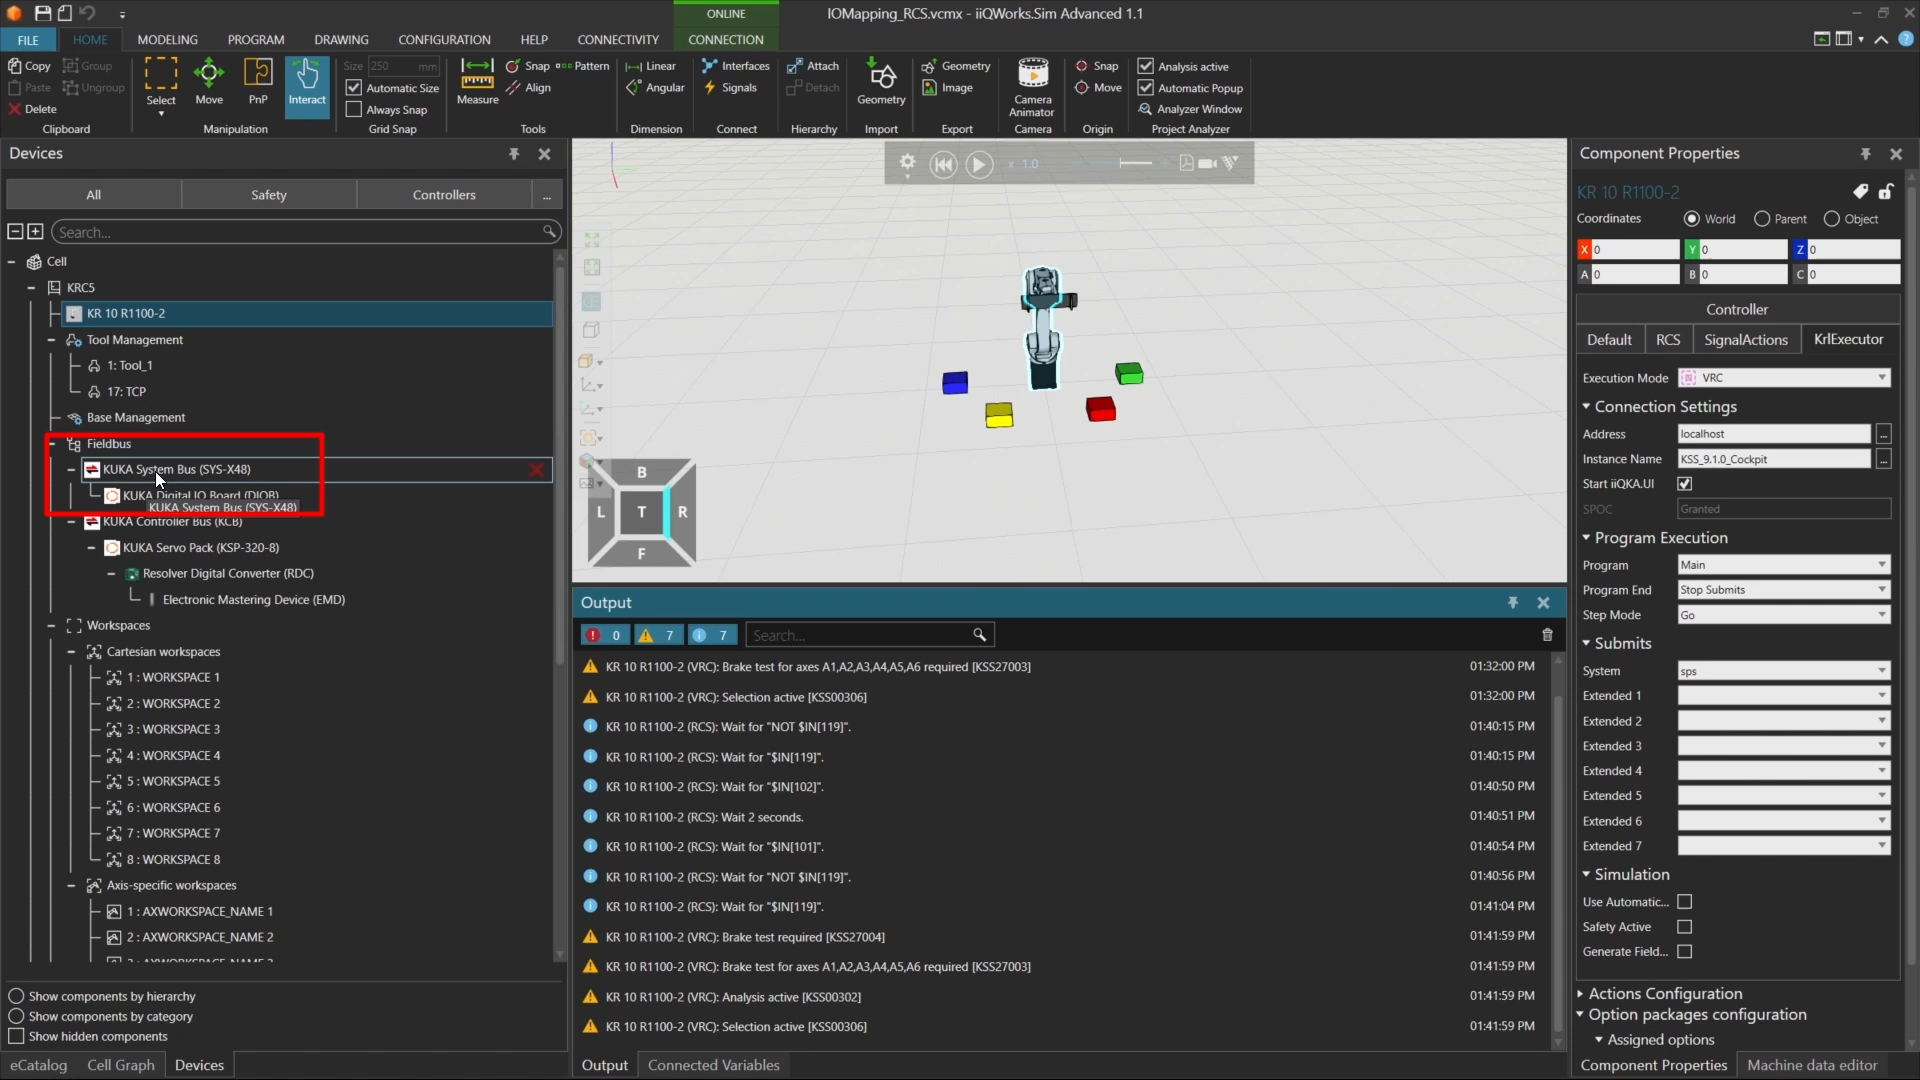 IOMapping_RCS.vcmx - iiQWorks.Sim Advanced 1.1
ONLINE
FILE HOME MODELING PROGRAM DRAWING CONFIGURATION HELP CONNECTIVITY CONNECTION
Copy Group
Paste Ungroup
Delete
Clipboard
Select Move PnP Interact
Manipulation
Size 250 mm
Automatic Size
Always Snap
Grid Snap
Measure Snap Pattern
Align
Tools
Linear
Angular
Dimension
Interfaces
Signals
Connect
Attach
Detach
Hierarchy
Geometry
Import
Geometry
Image
Export
Camera
Animator
Camera
Snap
Move
Origin
Analysis active
Automatic Popup
Analyzer Window
Project Analyzer
Devices
All Safety Controllers ...
Search...
Cell
KRC5
KR 10 R1100-2
Tool Management
1: Tool_1
17: TCP
Base Management
Fieldbus
KUKA System Bus (SYS-X48)
KUKA Digital IO Board (DIOB)
KUKA System Bus (SYS-X48)
KUKA Controller Bus (KCB)
KUKA Servo Pack (KSP-320-8)
Resolver Digital Converter (RDC)
Electronic Mastering Device (EMD)
Workspaces
Cartesian workspaces
1 : WORKSPACE 1
2 : WORKSPACE 2
3 : WORKSPACE 3
4 : WORKSPACE 4
5 : WORKSPACE 5
6 : WORKSPACE 6
7 : WORKSPACE 7
8 : WORKSPACE 8
Axis-specific workspaces
1 : AXWORKSPACE_NAME 1
2 : AXWORKSPACE_NAME 2
Show components by hierarchy
Show components by category
Show hidden components
eCatalog Cell Graph Devices
x 1.0
B
L T R
F
Output
0 7 7 Search...
KR 10 R1100-2 (VRC): Brake test for axes A1,A2,A3,A4,A5,A6 required [KSS27003] 01:32:00 PM
KR 10 R1100-2 (VRC): Selection active [KSS00306] 01:32:00 PM
KR 10 R1100-2 (RCS): Wait for "NOT $IN[119]". 01:40:15 PM
KR 10 R1100-2 (RCS): Wait for "$IN[119]". 01:40:15 PM
KR 10 R1100-2 (RCS): Wait for "$IN[102]". 01:40:50 PM
KR 10 R1100-2 (RCS): Wait 2 seconds. 01:40:51 PM
KR 10 R1100-2 (RCS): Wait for "$IN[101]". 01:40:54 PM
KR 10 R1100-2 (RCS): Wait for "NOT $IN[119]". 01:40:56 PM
KR 10 R1100-2 (RCS): Wait for "$IN[119]". 01:41:04 PM
KR 10 R1100-2 (VRC): Brake test required [KSS27004] 01:41:59 PM
KR 10 R1100-2 (VRC): Brake test for axes A1,A2,A3,A4,A5,A6 required [KSS27003] 01:41:59 PM
KR 10 R1100-2 (VRC): Analysis active [KSS00302] 01:41:59 PM
KR 10 R1100-2 (VRC): Selection active [KSS00306] 01:41:59 PM
Output Connected Variables
Component Properties
KR 10 R1100-2
Coordinates World Parent Object
X 0 Y 0 Z 0
A 0 B 0 C 0
Controller
Default RCS SignalActions KrlExecutor
Execution Mode VRC
Connection Settings
Address localhost ...
Instance Name KSS_9.1.0_Cockpit ...
Start iiQKA.UI
SPOC Granted
Program Execution
Program Main
Program End Stop Submits
Step Mode Go
Submits
System sps
Extended 1
Extended 2
Extended 3
Extended 4
Extended 5
Extended 6
Extended 7
Simulation
Use Automatic...
Safety Active
Generate Field...
Actions Configuration
Option packages configuration
Assigned options
Component Properties Machine data editor